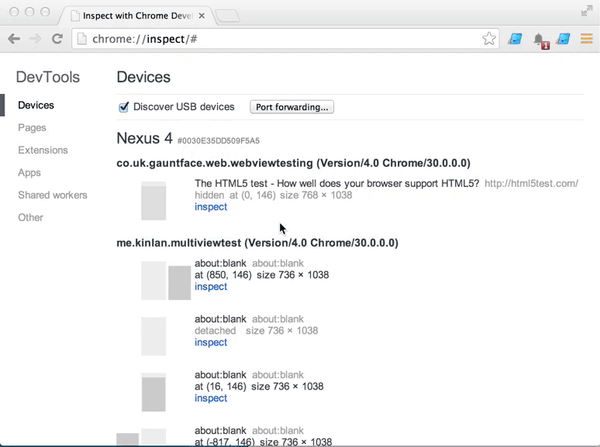 Inspect with Chrome Devel
chrome://inspect/#
1
DevTools
Devices
Devices
Discover USB devices
Port forwarding...
Pages
Extensions
Nexus 4 #0030E35DD509F5A5
Apps
co.uk.gauntface.web.webviewtesting (Version/4.0 Chrome/30.0.0.0)
Shared workers
The HTML5 test - How well does your browser support HTML5? http://html5test.com/
Other
hidden at (0, 146) size 768 × 1038
inspect
me.kinlan.multiviewtest (Version/4.0 Chrome/30.0.0.0)
about:blank about:blank
at (850, 146) size 736 × 1038
inspect
about:blank about:blank
detached size 736 × 1038
inspect
about:blank about:blank
at (16, 146) size 736 × 1038
inspect
about:blank about:blank
at (-817, 146) size 736 × 1038